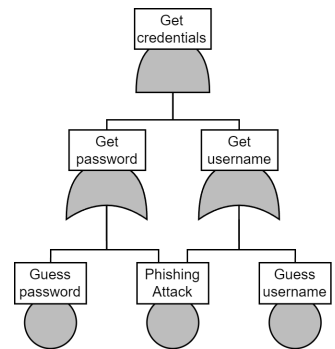 Get
credentials
Get
password
Get
username
Guess
password
Phishing
Attack
Guess
username